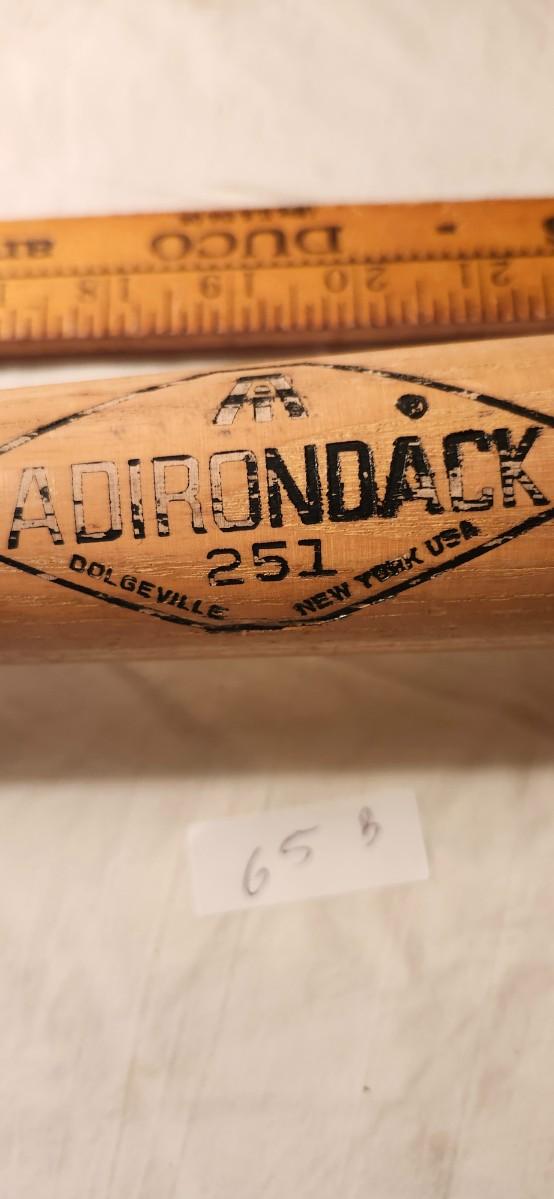 DUCO
18 19 20 21
ADIRONDACK
251
DOLGEVILLE NEW YORK USA
65 B